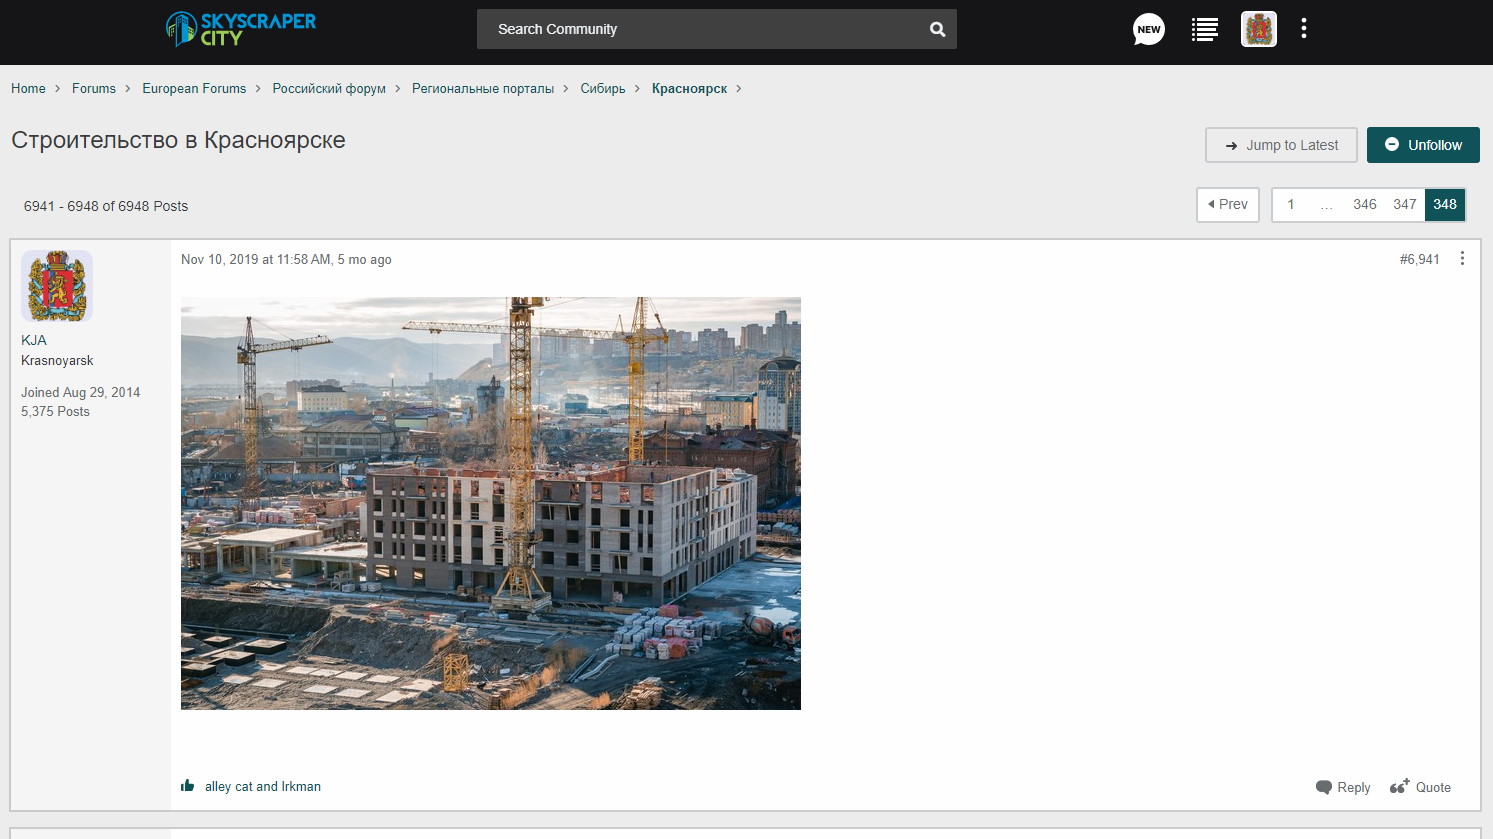 SKYSCRAPER
CITY
Search Community
NEW
Home
Forums
European Forums
Российский форум
Региональные порталы
Сибирь
Красноярск
Строительство в Красноярске
Jump to Latest
Unfollow
6941 - 6948 of 6948 Posts
Prev
1 ... 346 347 348
Nov 10, 2019 at 11:58 AM, 5 mo ago
#6,941
KJA
Krasnoyarsk
Joined Aug 29, 2014
5,375 Posts
alley cat and Irkman
Reply
Quote